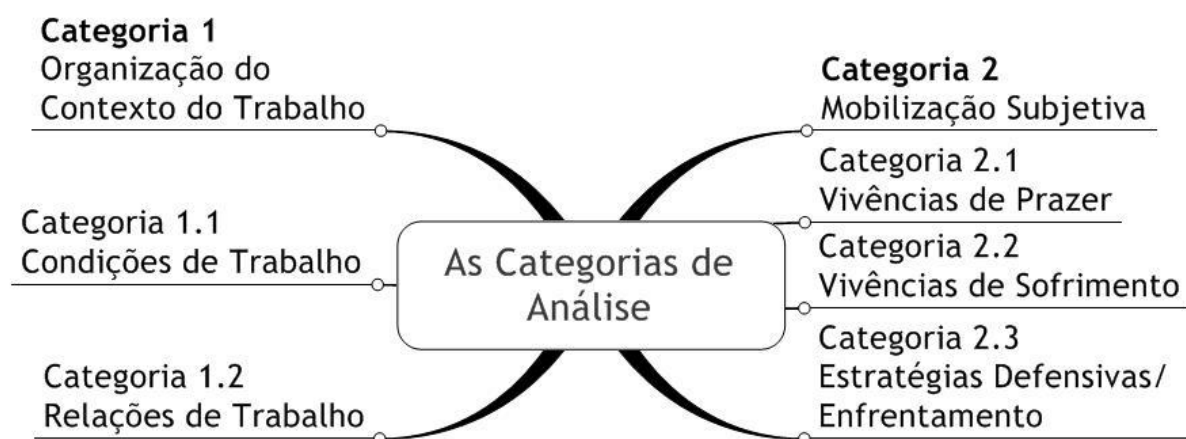 Categoria 1
Organização do
Contexto do Trabalho
Categoria 1.1
Condições de Trabalho
Categoria 1.2
Relações de Trabalho
As Categorias de
Análise
Categoria 2
Mobilização Subjetiva
Categoria 2.1
Vivências de Prazer
Categoria 2.2
Vivências de Sofrimento
Categoria 2.3
Estratégias Defensivas/
Enfrentamento